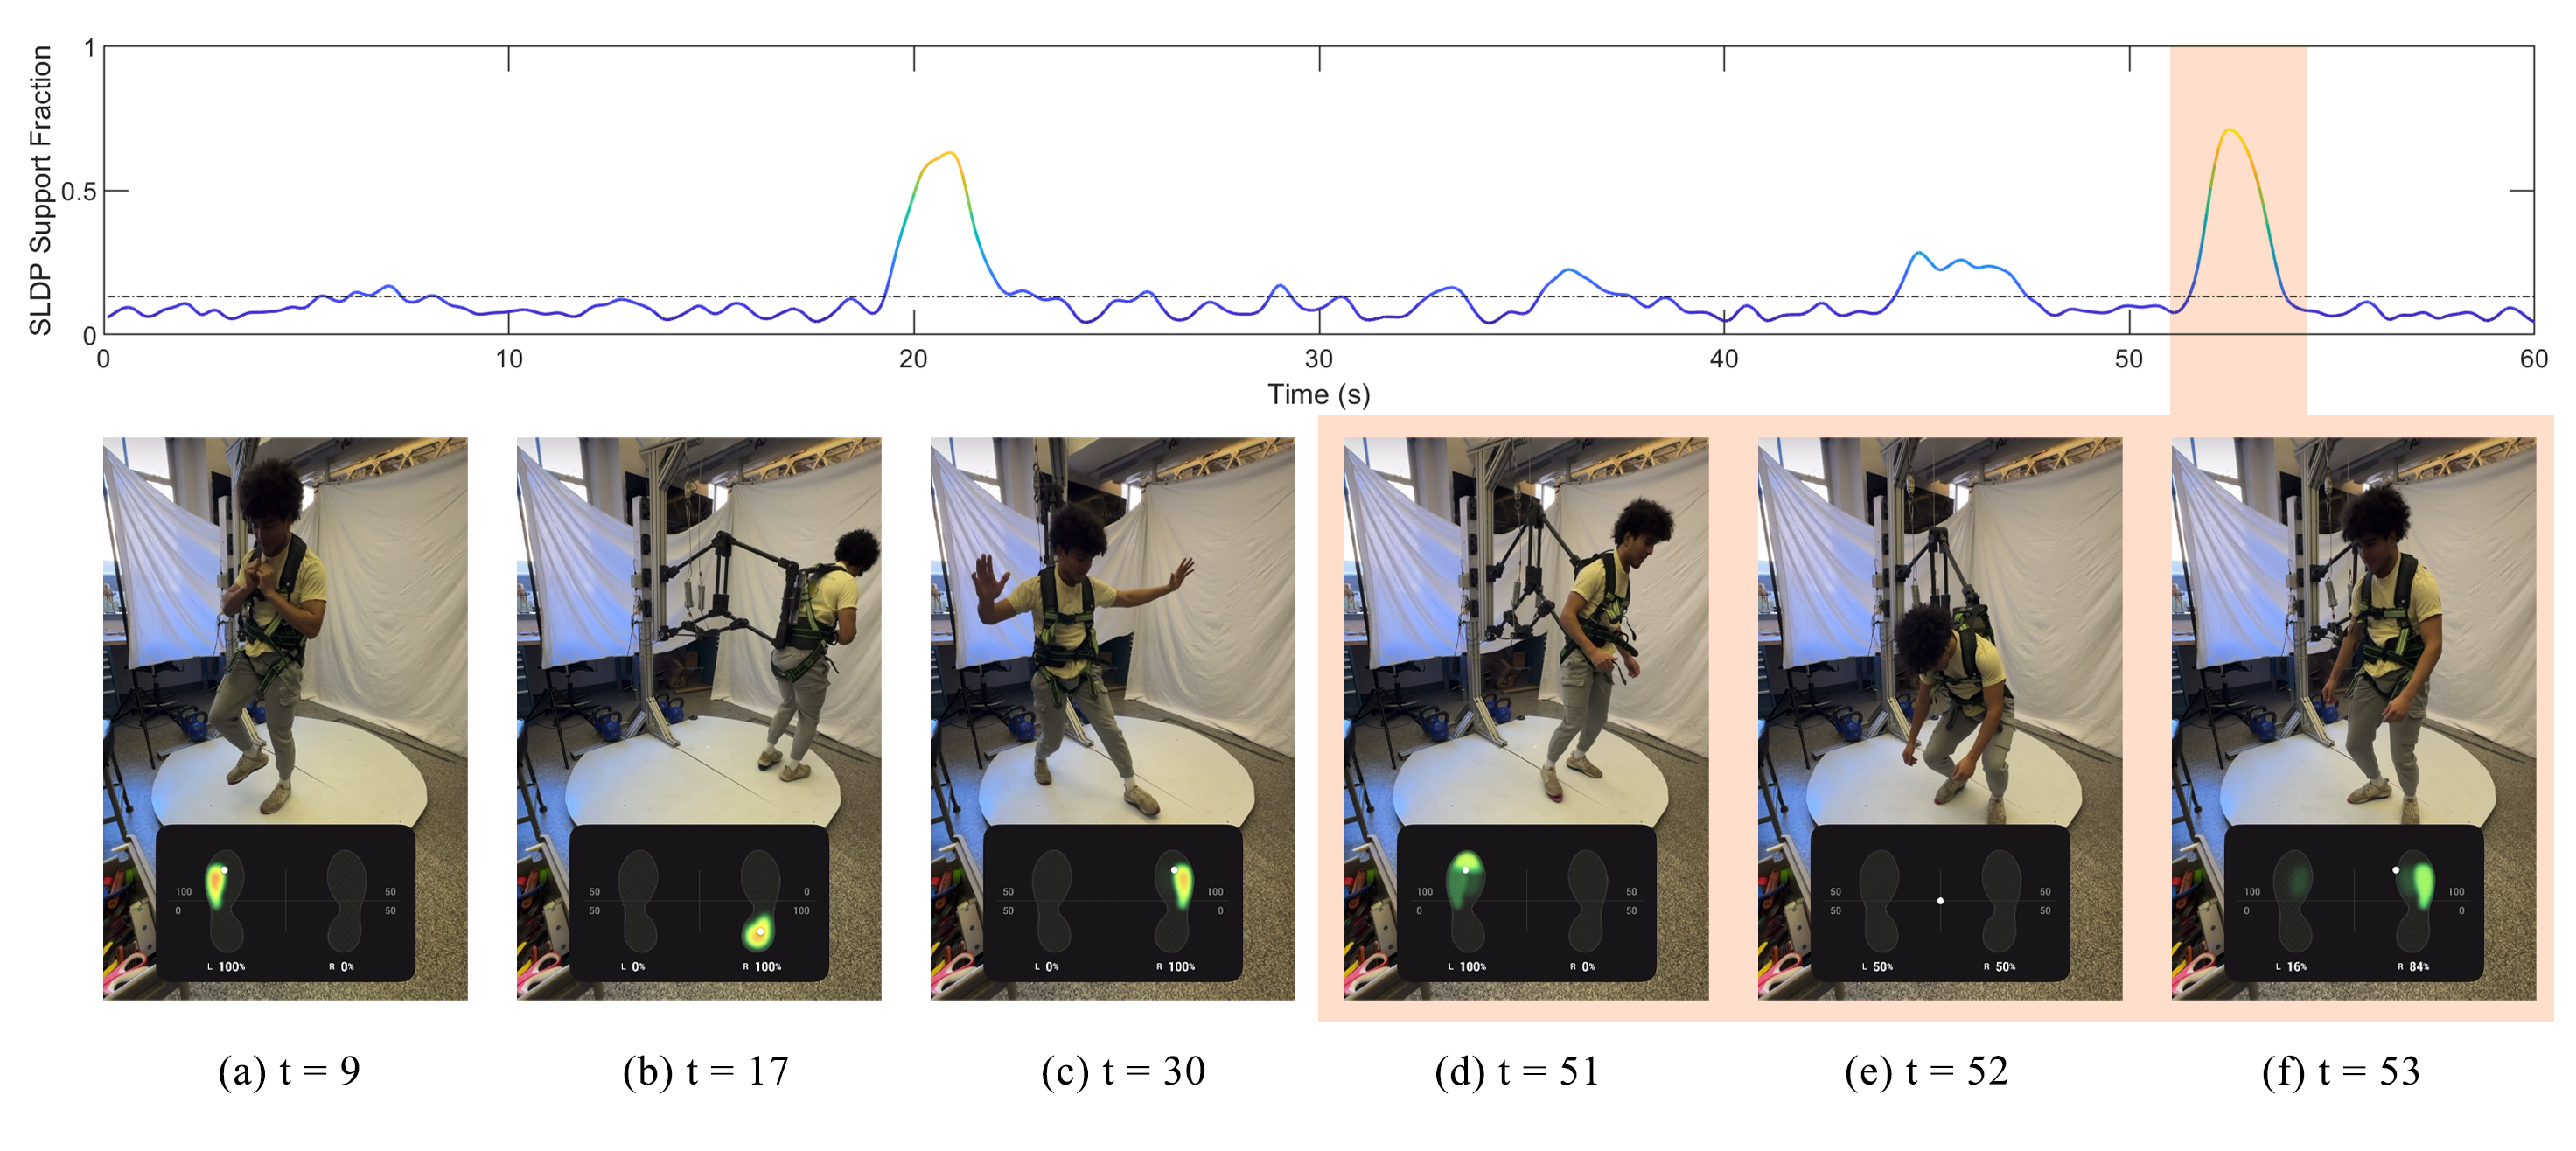 SLDP Support Fraction
1
0.5
0
0 10 20 30 40 50 60
Time (s)
100 50
0 50
L 100% R 0%
50 0
50 100
L 0% R 100%
50 100
50 0
L 0% R 100%
100 50
0 50
L 100% R 0%
50 50
50 50
L 50% R 50%
100 100
0 0
L 16% R 84%
(a) t = 9 (b) t = 17 (c) t = 30 (d) t = 51 (e) t = 52 (f) t = 53